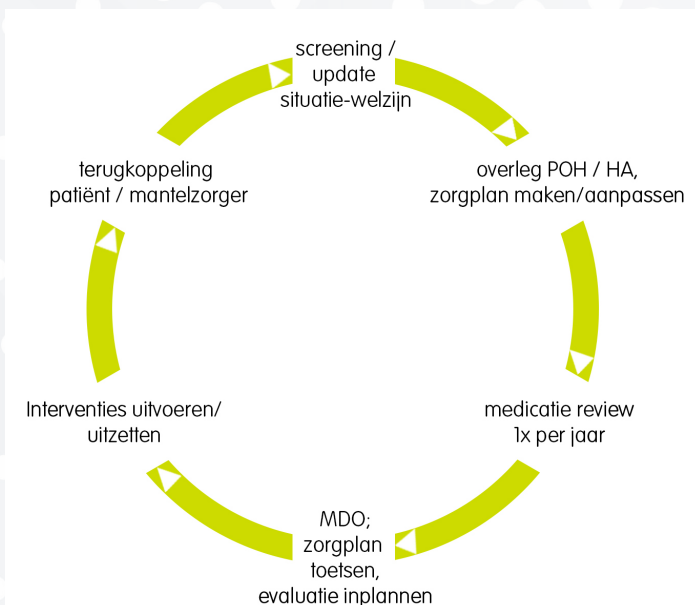 screening /
update
situatie-welzijn
overleg POH / HA,
zorgplan maken/aanpassen
medicatie review
1x per jaar
MDO;
zorgplan
toetsen,
evaluatie inplannen
Interventies uitvoeren/
uitzetten
terugkoppeling
patiënt / mantelzorger